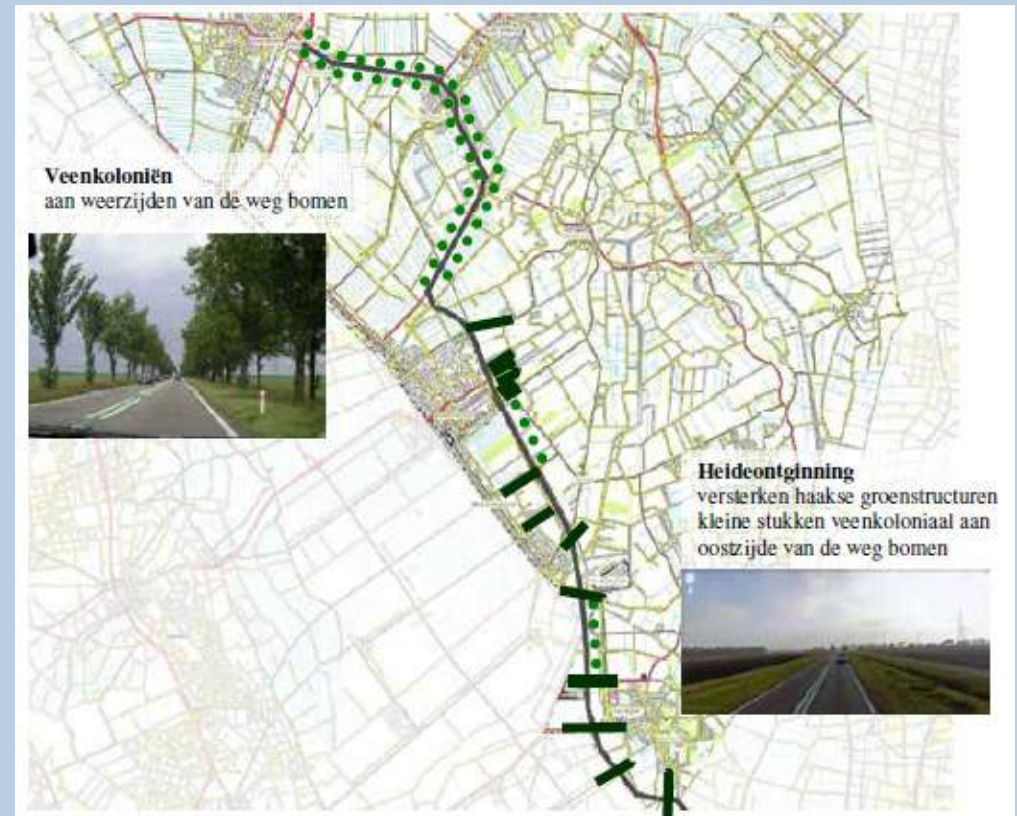 Veenkoloniën
aan weerzijden van de weg bomen
Heideontginning
versterken haakse groenstructuren
kleine stukken veenkoloniaal aan
oostzijde van de weg bomen